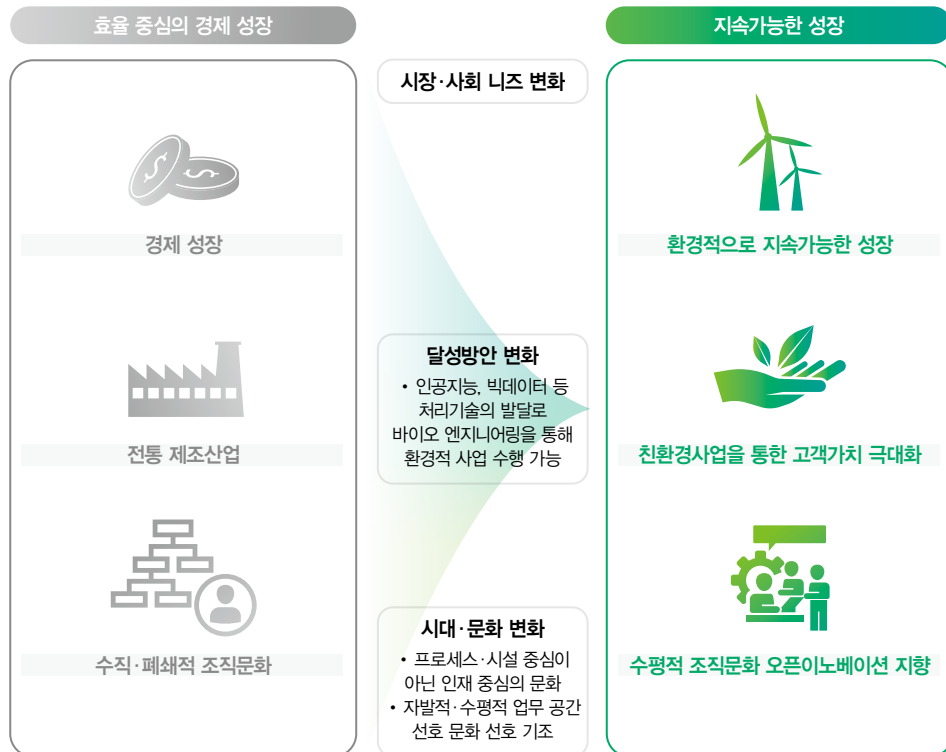 효율 중심의 경제 성장
경제 성장
전통 제조산업
수직·폐쇄적 조직문화
시장·사회 니즈 변화
달성방안 변화
• 인공지능, 빅데이터 등
처리기술의 발달로
바이오 엔지니어링을 통해
환경적 사업 수행 가능
시대·문화 변화
• 프로세스·시설 중심이
아닌 인재 중심의 문화
• 자발적·수평적 업무 공간
선호 문화 선호 기조
지속가능한 성장
환경적으로 지속가능한 성장
친환경사업을 통한 고객가치 극대화
수평적 조직문화 오픈이노베이션 지향